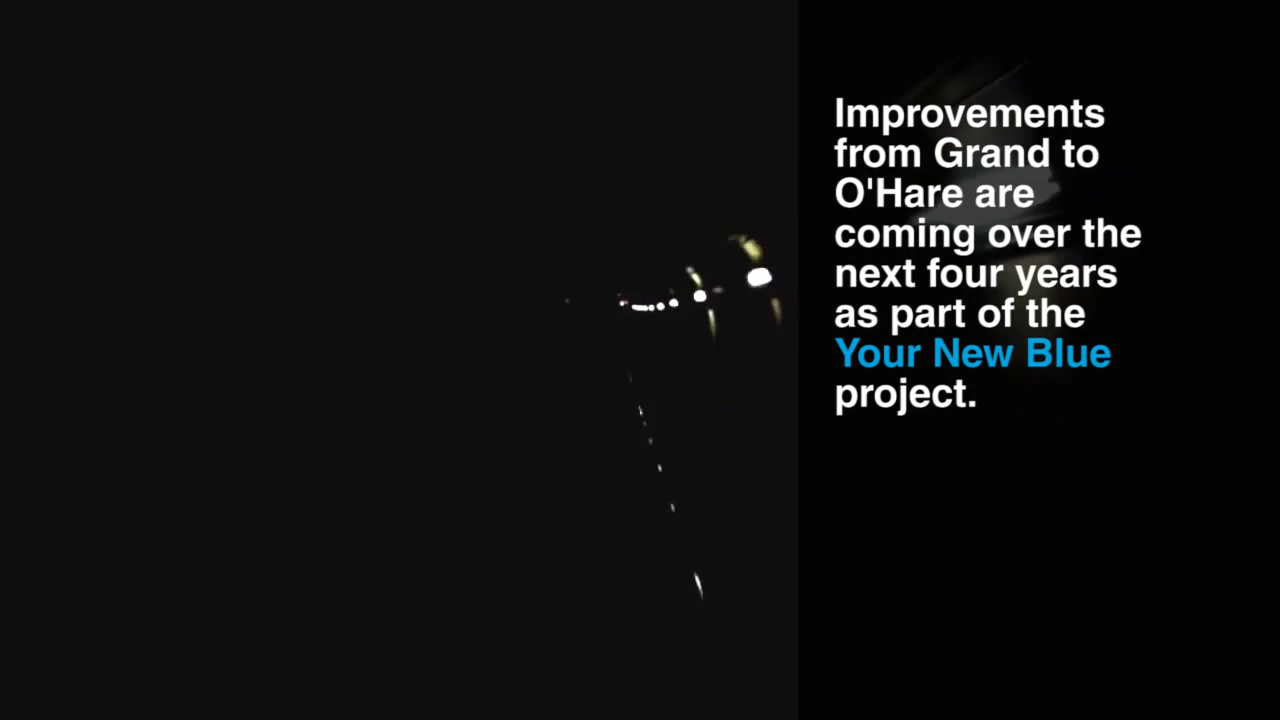 Improvements
from Grand to
O'Hare are
coming over the
next four years
as part of the
Your New Blue
project.